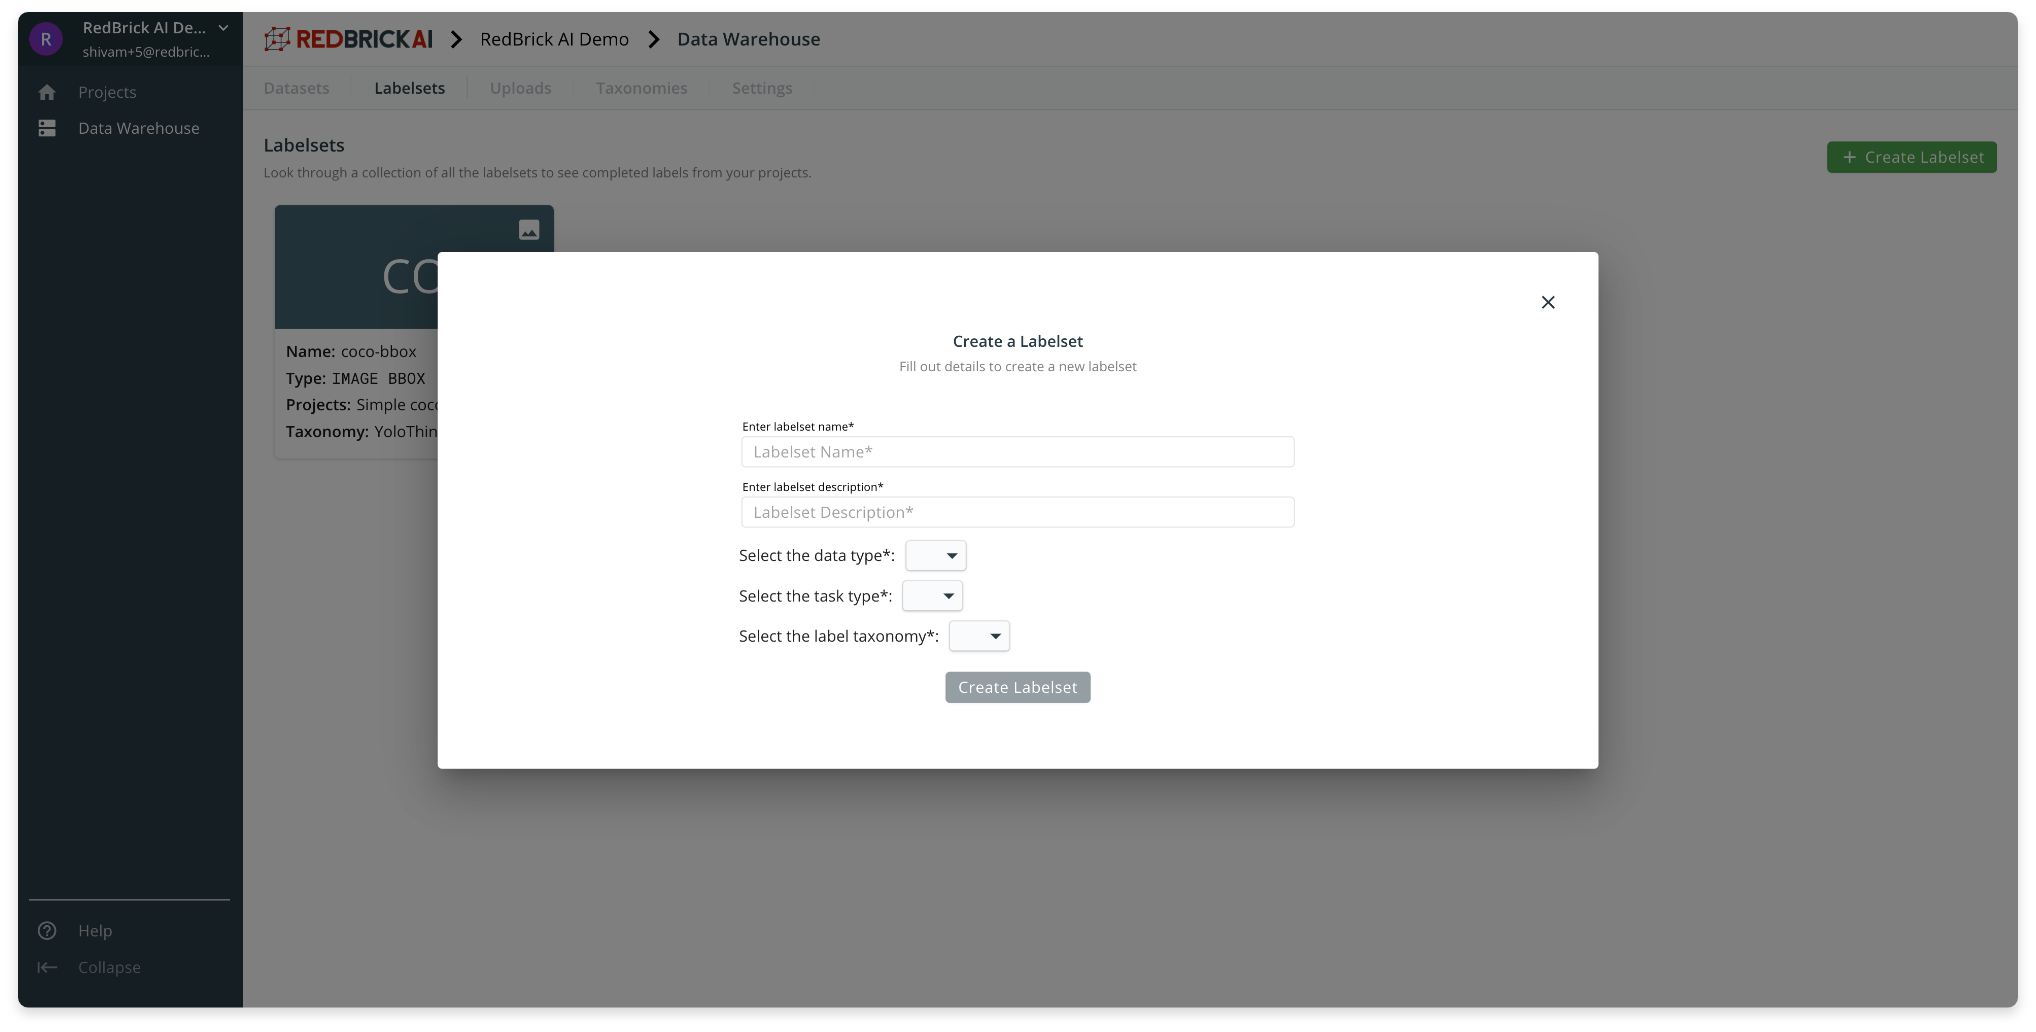 R
RedBrick AI De...
shivam+5@redbric...
Projects
Data Warehouse
Help
Collapse
REDBRICKAI
RedBrick AI Demo
Data Warehouse
Datasets
Labelsets
Uploads
Taxonomies
Settings
Labelsets
Look through a collection of all the labelsets to see completed labels from your projects.
+ Create Labelset
CO
Name: coco-bbox
Type: IMAGE BBOX
Projects: Simple coc
Taxonomy: YoloThin
Create a Labelset
Fill out details to create a new labelset
Enter labelset name*
Labelset Name*
Enter labelset description*
Labelset Description*
Select the data type*:
Select the task type*:
Select the label taxonomy*:
Create Labelset